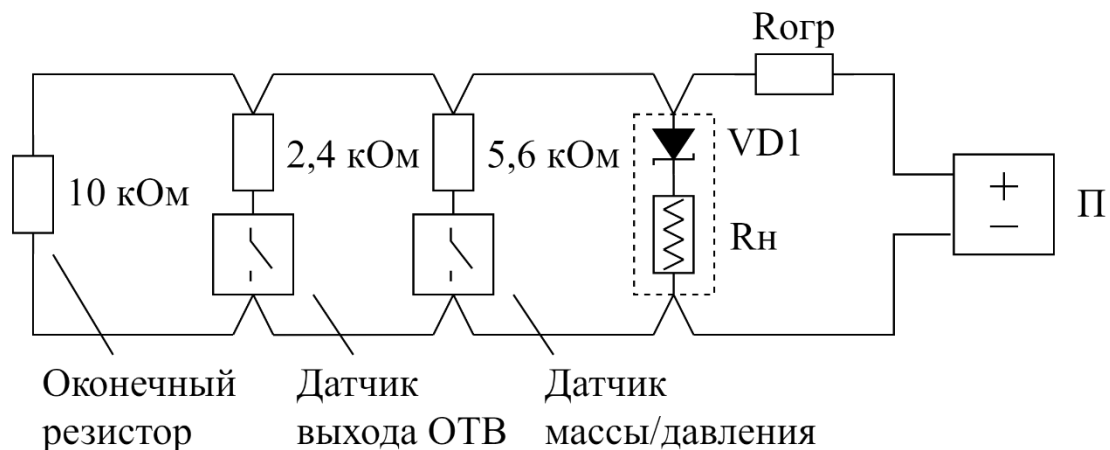 Rогр
2,4 кОм
5,6 кОм
VD1
10 кОм
+
−
П
Rн
Оконечный
резистор
Датчик
выхода ОТВ
Датчик
массы/давления